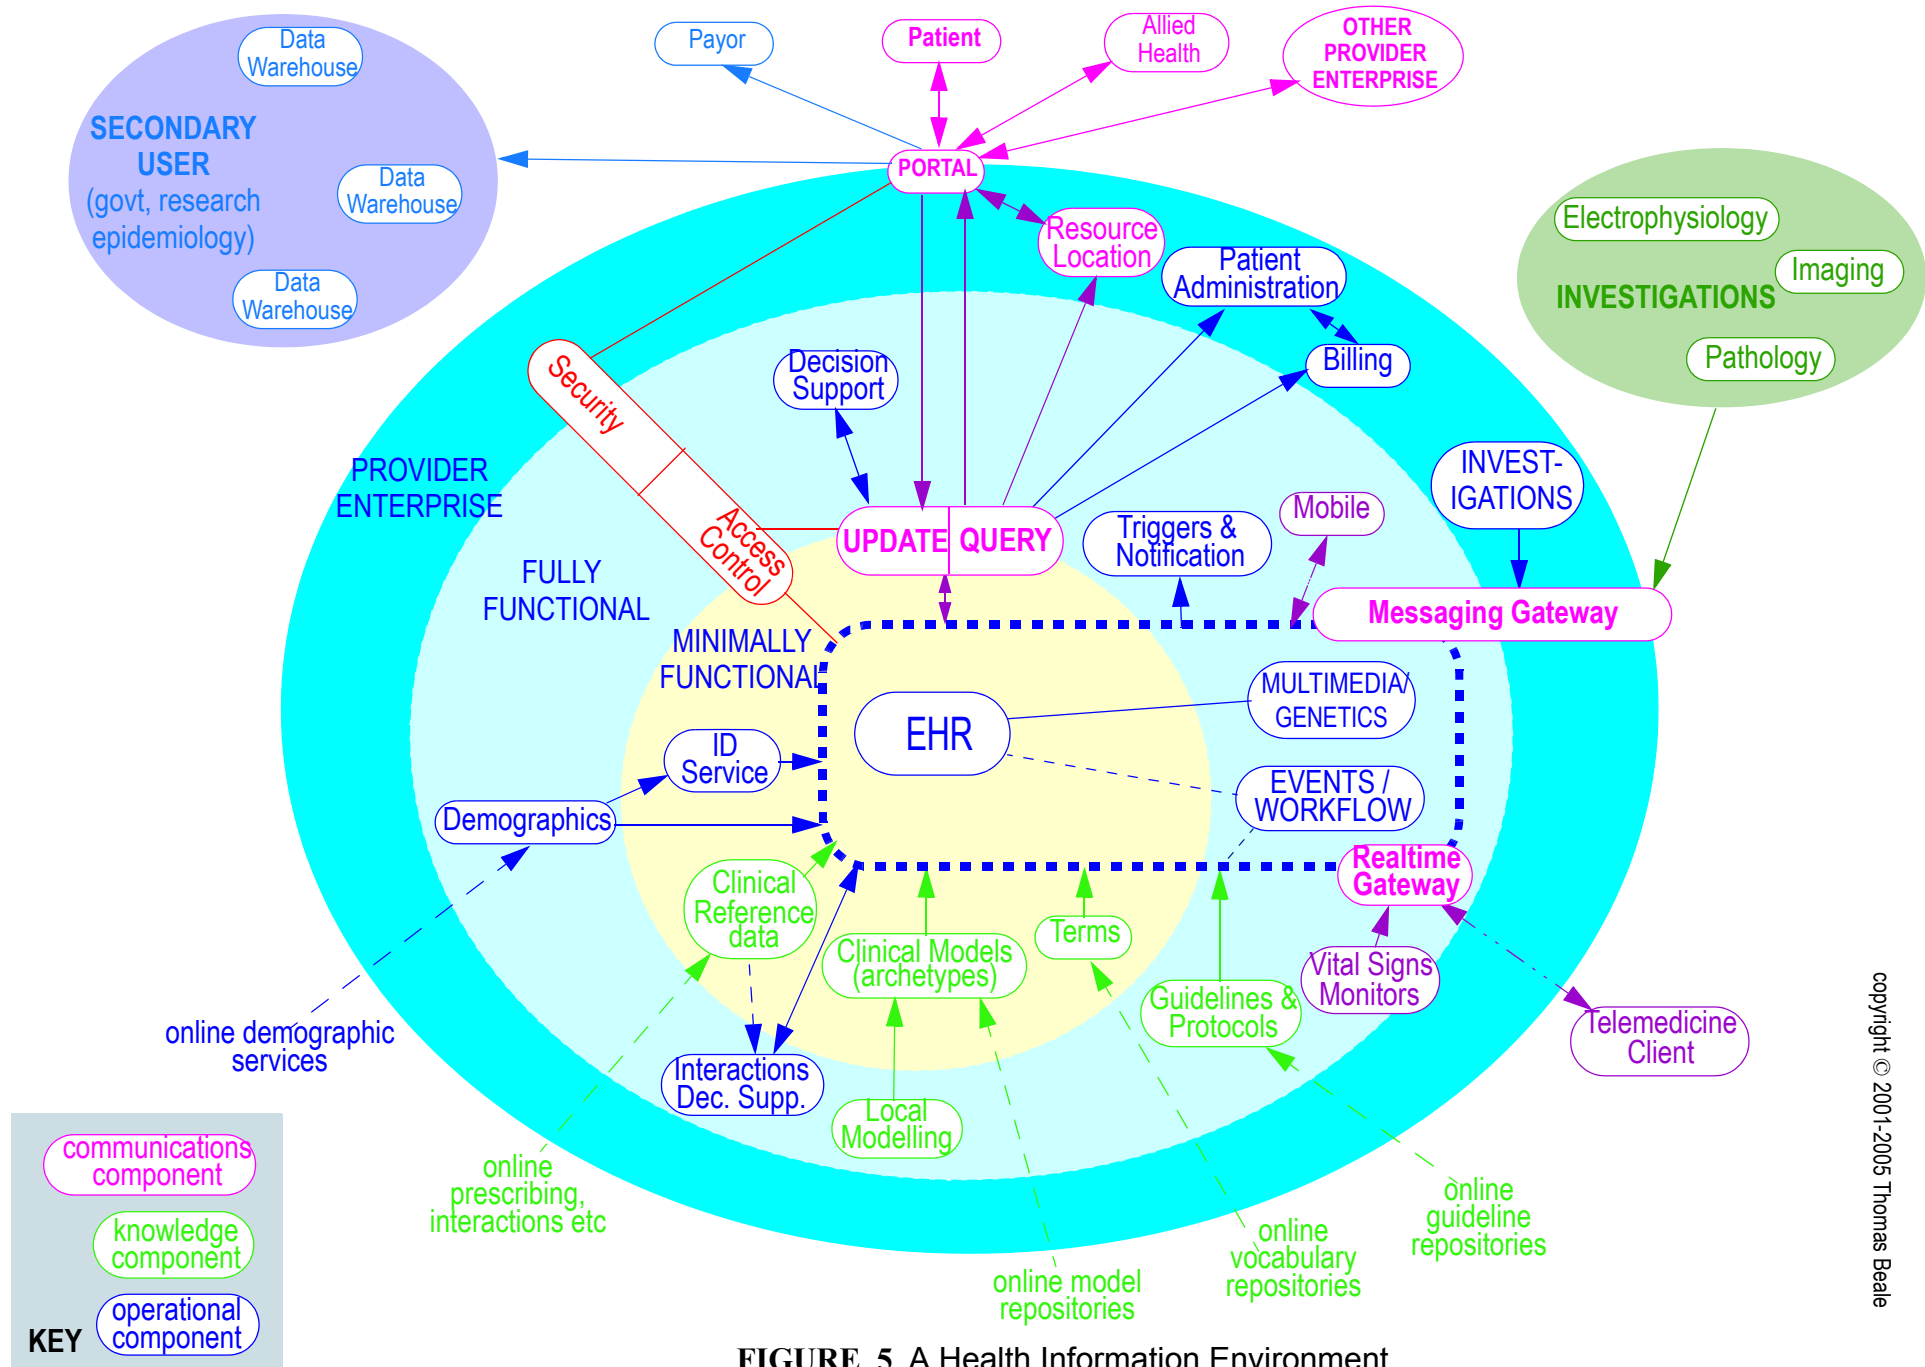 Data
Warehouse
SECONDARY
USER
(govt, research
epidemiology)
Data
Warehouse
Data
Warehouse
Payor
Patient
Allied
Health
OTHER
PROVIDER
ENTERPRISE
PORTAL
Resource
Location
Patient
Administration
Billing
Electrophysiology
Imaging
INVESTIGATIONS
Pathology
Security
Access
Control
Decision
Support
PROVIDER
ENTERPRISE
FULLY
FUNCTIONAL
MINIMALLY
FUNCTIONAL
UPDATE QUERY
Triggers &
Notification
Mobile
INVEST-
IGATIONS
Messaging Gateway
EHR
MULTIMEDIA/
GENETICS
EVENTS /
WORKFLOW
ID
Service
Demographics
Realtime
Gateway
Clinical
Reference
data
Clinical Models
(archetypes)
Terms
Guidelines &
Protocols
Vital Signs
Monitors
Telemedicine
Client
online demographic
services
Interactions
Dec. Supp.
Local
Modelling
online
prescribing,
interactions etc
online model
repositories
online
vocabulary
repositories
online
guideline
repositories
copyright © 2001-2005 Thomas Beale
communications
component
knowledge
component
operational
component
KEY
FIGURE 5 A Health Information Environment